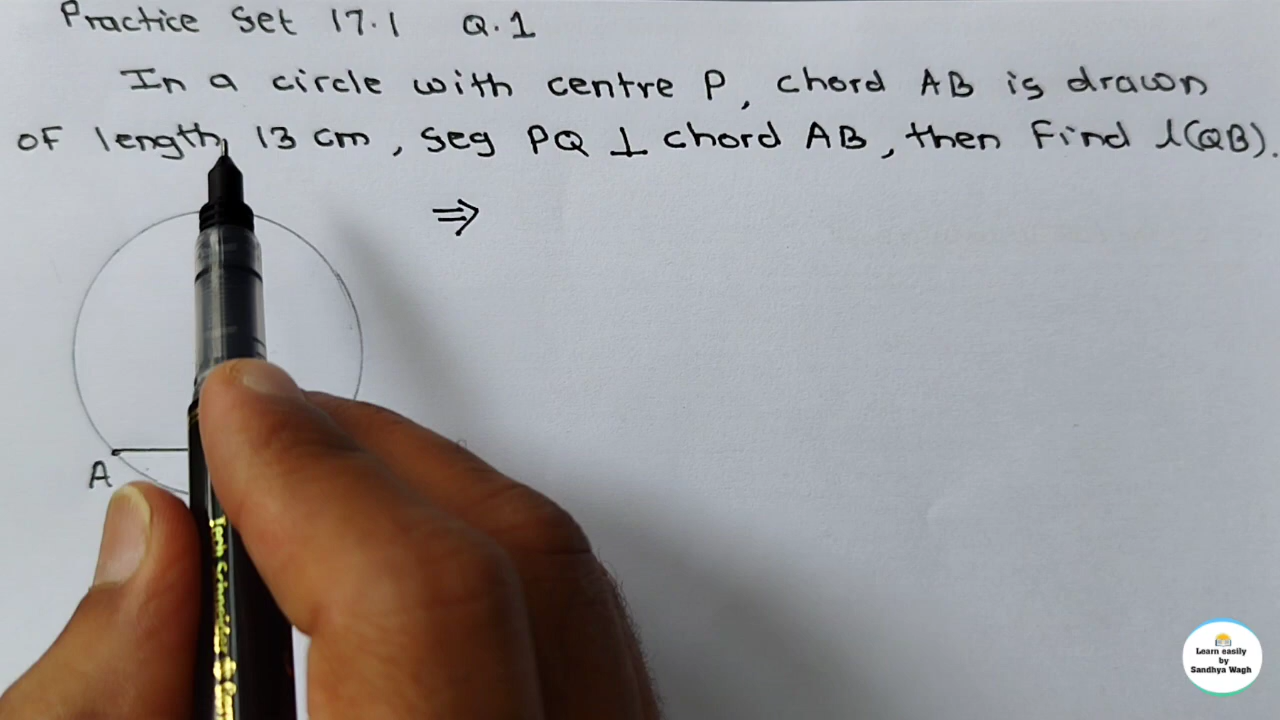 Practice Set 17.1 Q.1
In a circle with centre P, chord AB is drawn
of length 13 cm, seg PQ ⊥ chord AB, then Find l(QB).
⇒
A
Learn easily
by
Sandhya Wagh